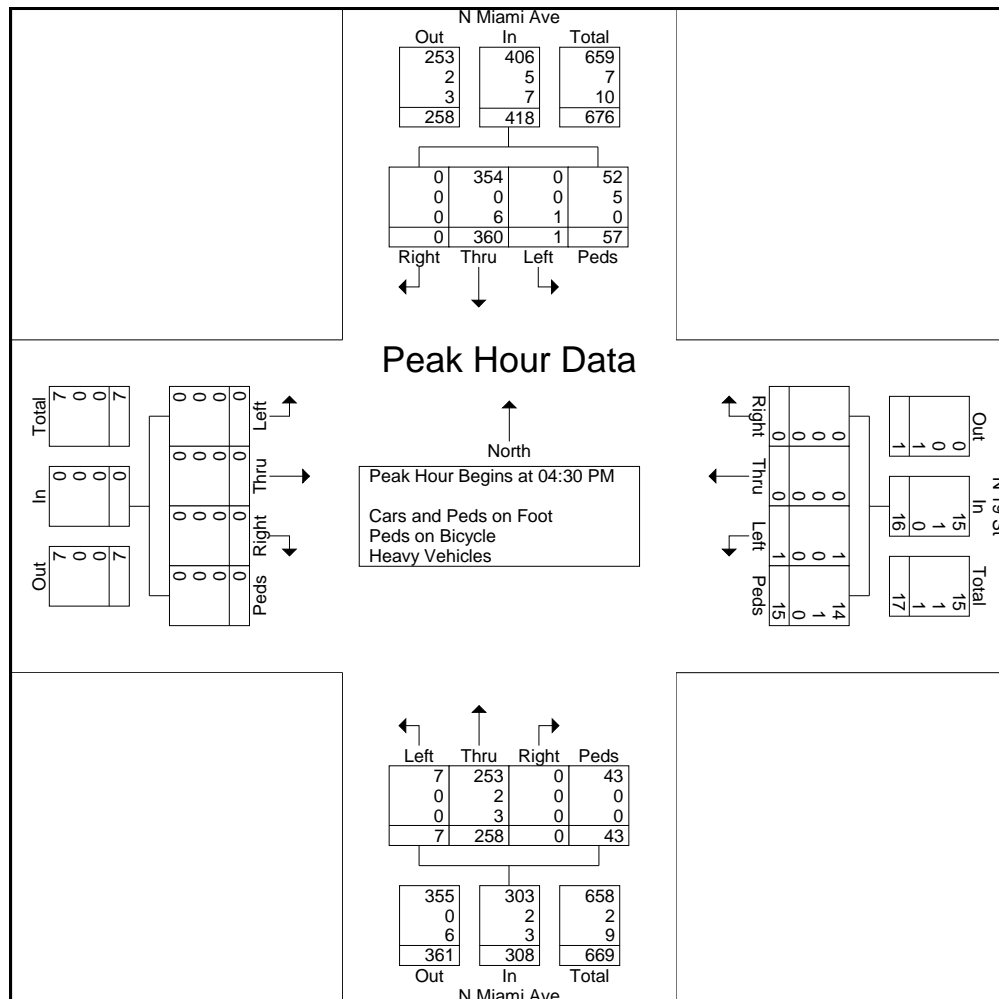 N Miami Ave
Out In Total
253 406 659
2 5 7
3 7 10
258 418 676
0 354 0 52
0 0 0 5
0 6 1 0
0 360 1 57
Right Thru Left Peds
Peak Hour Data
North
Peak Hour Begins at 04:30 PM
Cars and Peds on Foot
Peds on Bicycle
Heavy Vehicles
Out In Total
7 0 7
0 0 0
0 0 0
7 0 7
Left Thru Right Peds
0 0 0 0
0 0 0 0
0 0 0 0
0 0 0 0
Right Thru Left Peds
0 0 1 14
0 0 0 1
0 0 0 0
0 0 1 15
Out In Total
0 15 15
0 1 1
1 0 1
1 16 17
Left Thru Right Peds
7 253 0 43
0 2 0 0
0 3 0 0
7 258 0 43
355 303 658
0 2 2
6 3 9
361 308 669
Out In Total
N Miami Ave